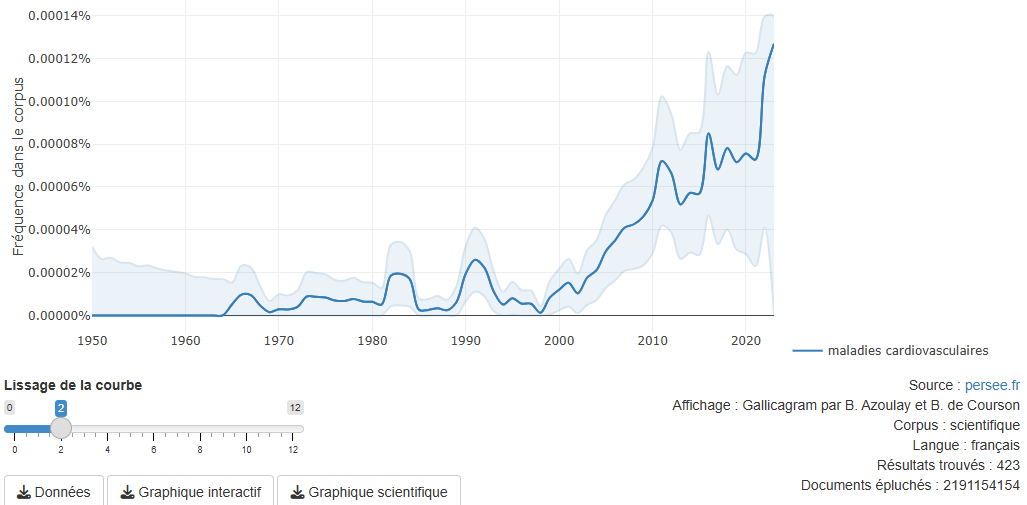 0.00014%
0.00012%
0.00010%
0.00008%
0.00006%
0.00004%
0.00002%
0.00000%
Fréquence dans le corpus
1950 1960 1970 1980 1990 2000 2010 2020
maladies cardiovasculaires
Lissage de la courbe
0 2 12
0 2 4 6 8 10 12
Données
Graphique interactif
Graphique scientifique
Source : persee.fr
Affichage : Gallicagram par B. Azoulay et B. de Courson
Corpus : scientifique
Langue : français
Résultats trouvés : 423
Documents épluchés : 2191154154